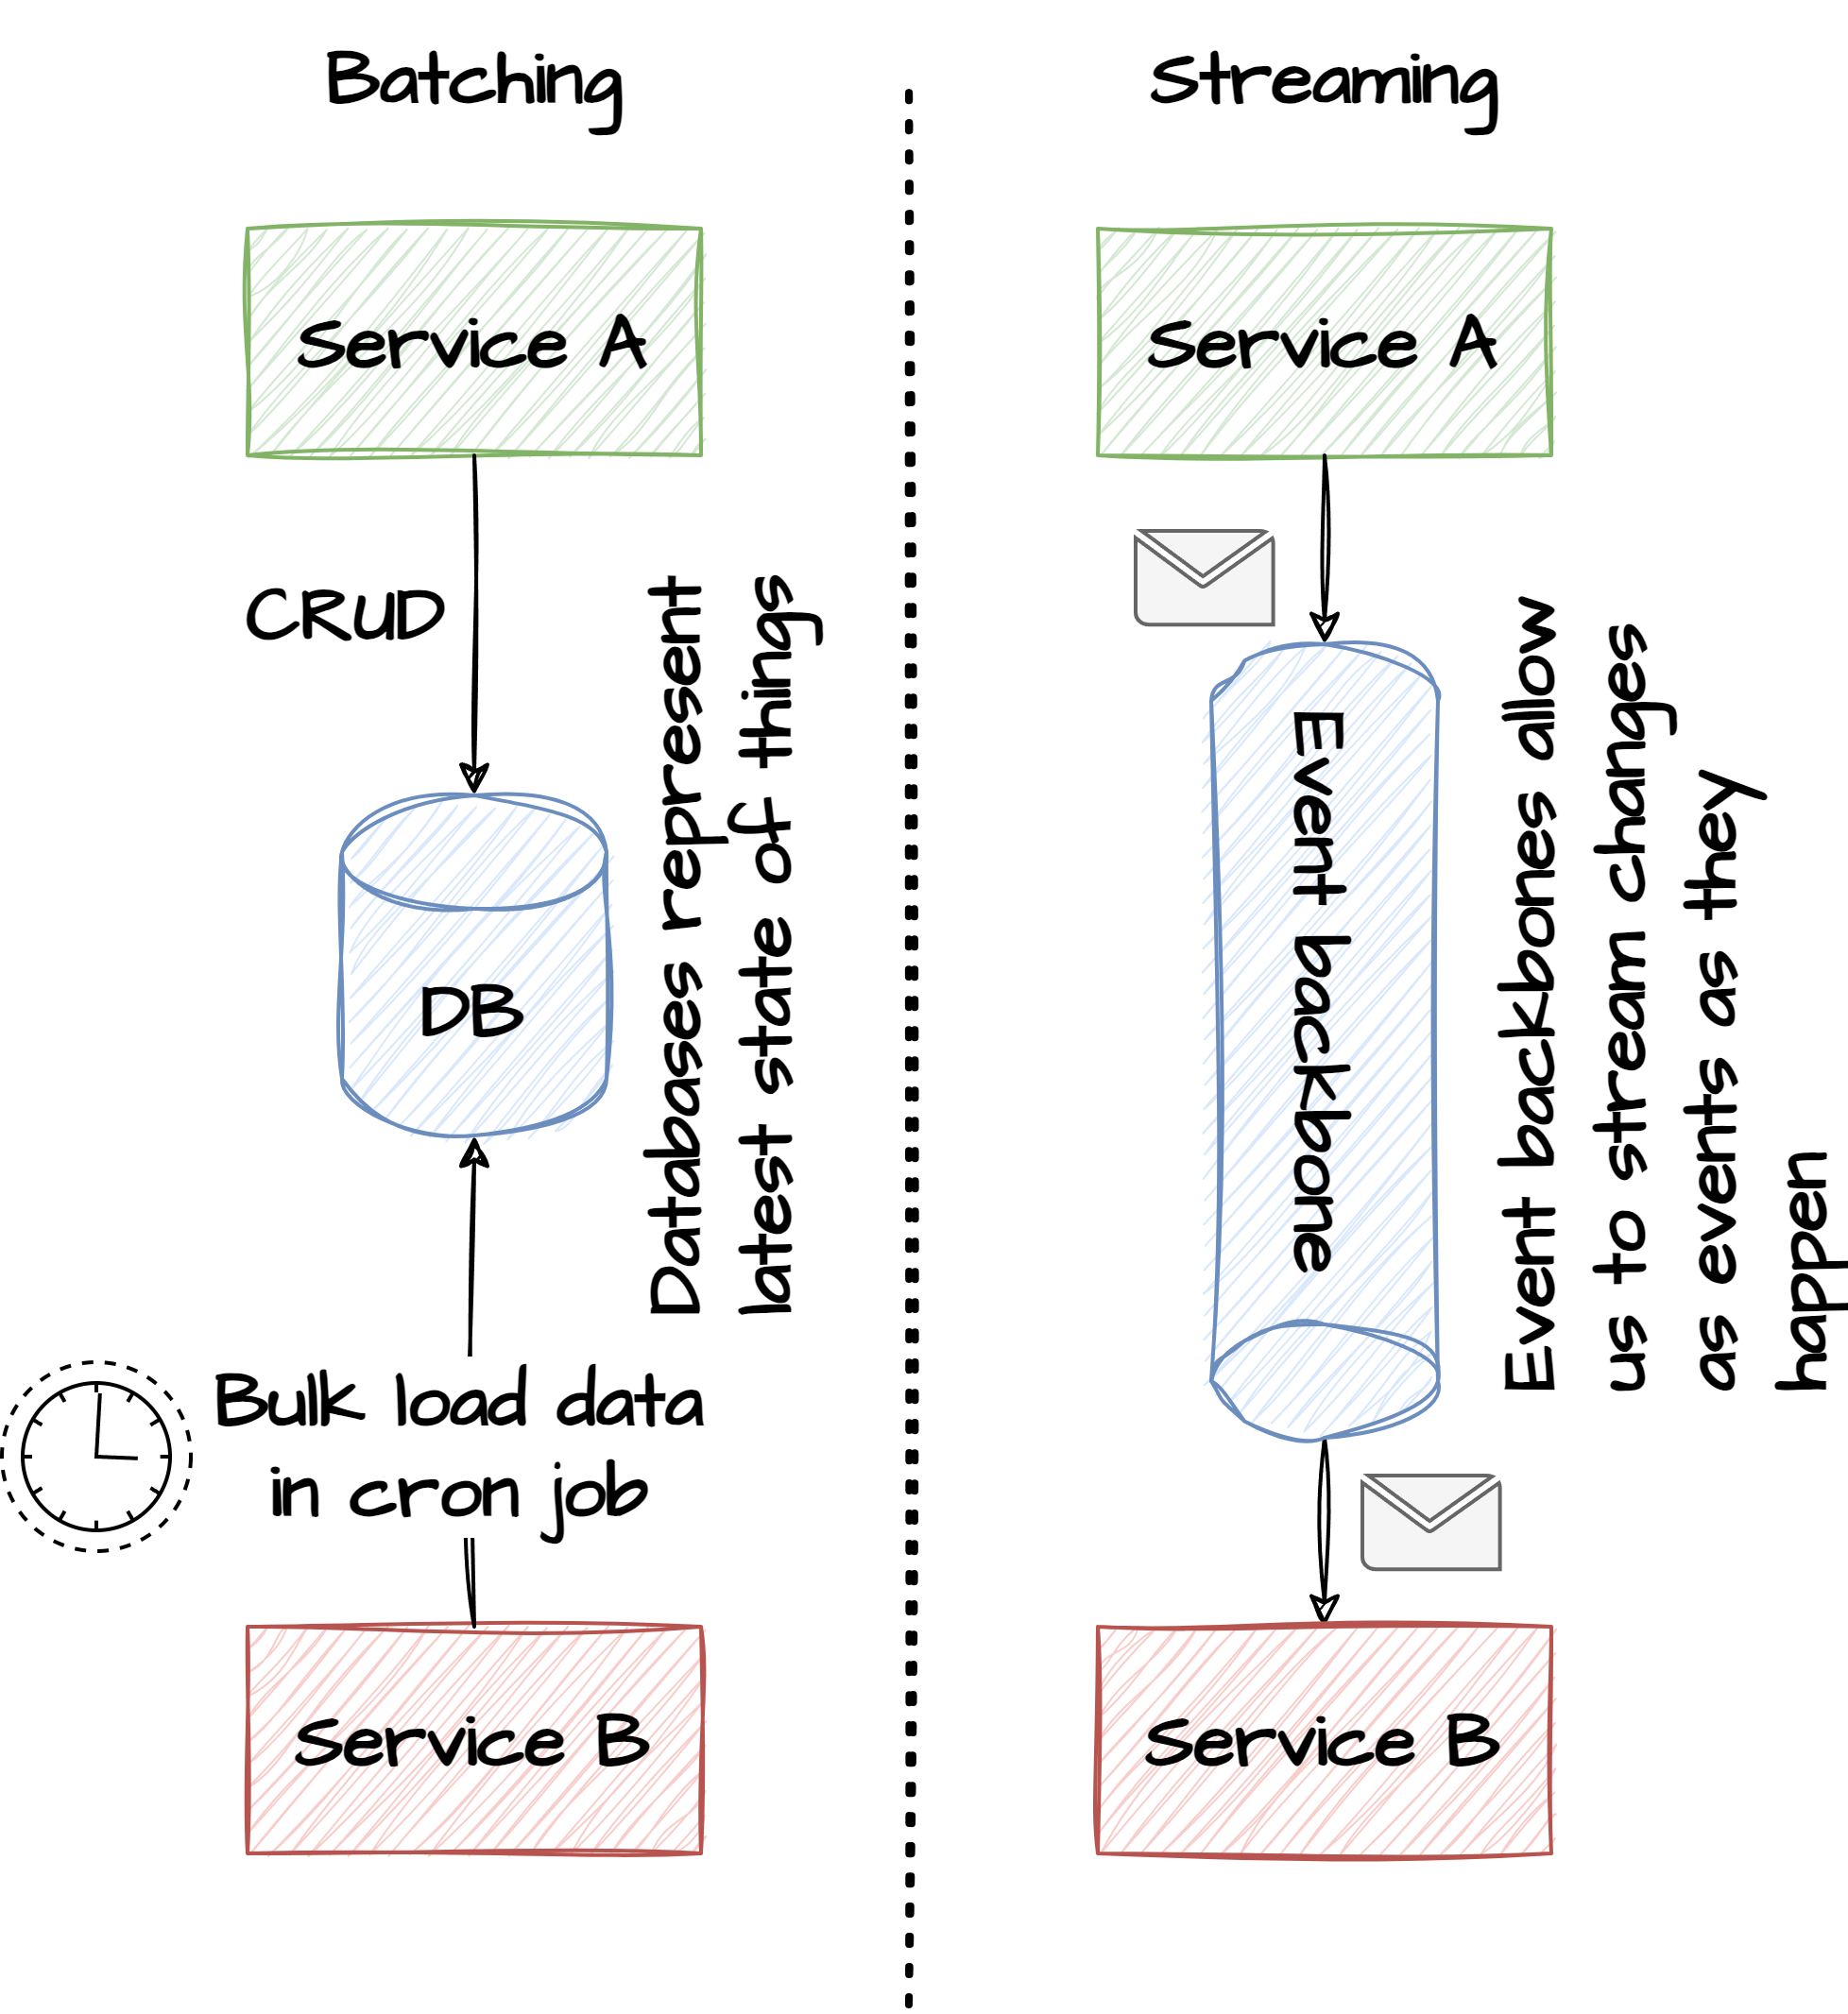 Batching
Service A
CRUD
DB
Databases represent
latest state of things
Bulk load data
in cron job
Service B
Streaming
Service A
Event backbone
Event backbones allow
us to stream changes
as events as they
happen
Service B